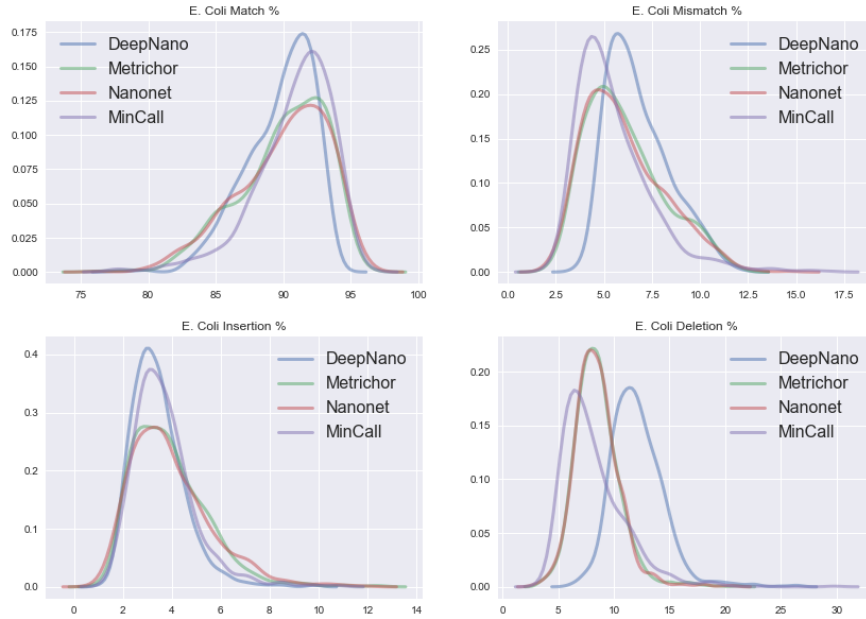 E. Coli Match %
0.175
0.150
0.125
0.100
0.075
0.050
0.025
0.000
75 80 85 90 95 100
DeepNano
Metrichor
Nanonet
MinCall
E. Coli Mismatch %
0.25
0.20
0.15
0.10
0.05
0.00
0.0 2.5 5.0 7.5 10.0 12.5 15.0 17.5
DeepNano
Metrichor
Nanonet
MinCall
E. Coli Insertion %
0.4
0.3
0.2
0.1
0.0
0 2 4 6 8 10 12 14
DeepNano
Metrichor
Nanonet
MinCall
E. Coli Deletion %
0.20
0.15
0.10
0.05
0.00
0 5 10 15 20 25 30
DeepNano
Metrichor
Nanonet
MinCall